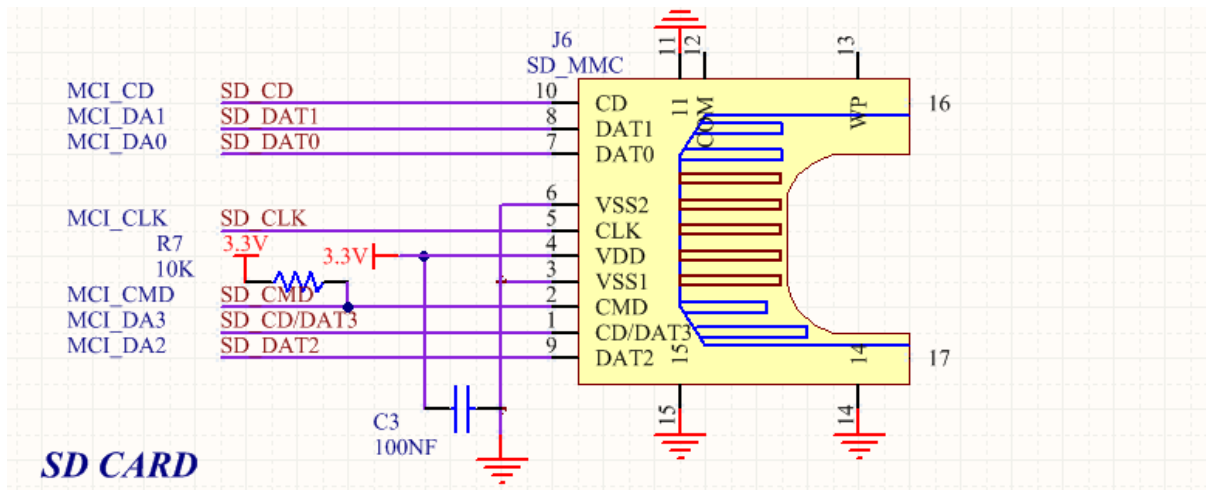 J6
SD_MMC
11
12
13
MCI_CD SD_CD 10 CD 11 COM WP 16
MCI_DA1 SD_DAT1 8 DAT1
MCI_DA0 SD_DAT0 7 DAT0
6 VSS2
MCI_CLK SD_CLK 5 CLK
R7 3.3V 3.3V 4 VDD
10K 3 VSS1
MCI_CMD SD_CMD 2 CMD
MCI_DA3 SD_CD/DAT3 1 CD/DAT3
MCI_DA2 SD_DAT2 9 DAT2 15 14 17
15
14
C3
100NF
SD CARD